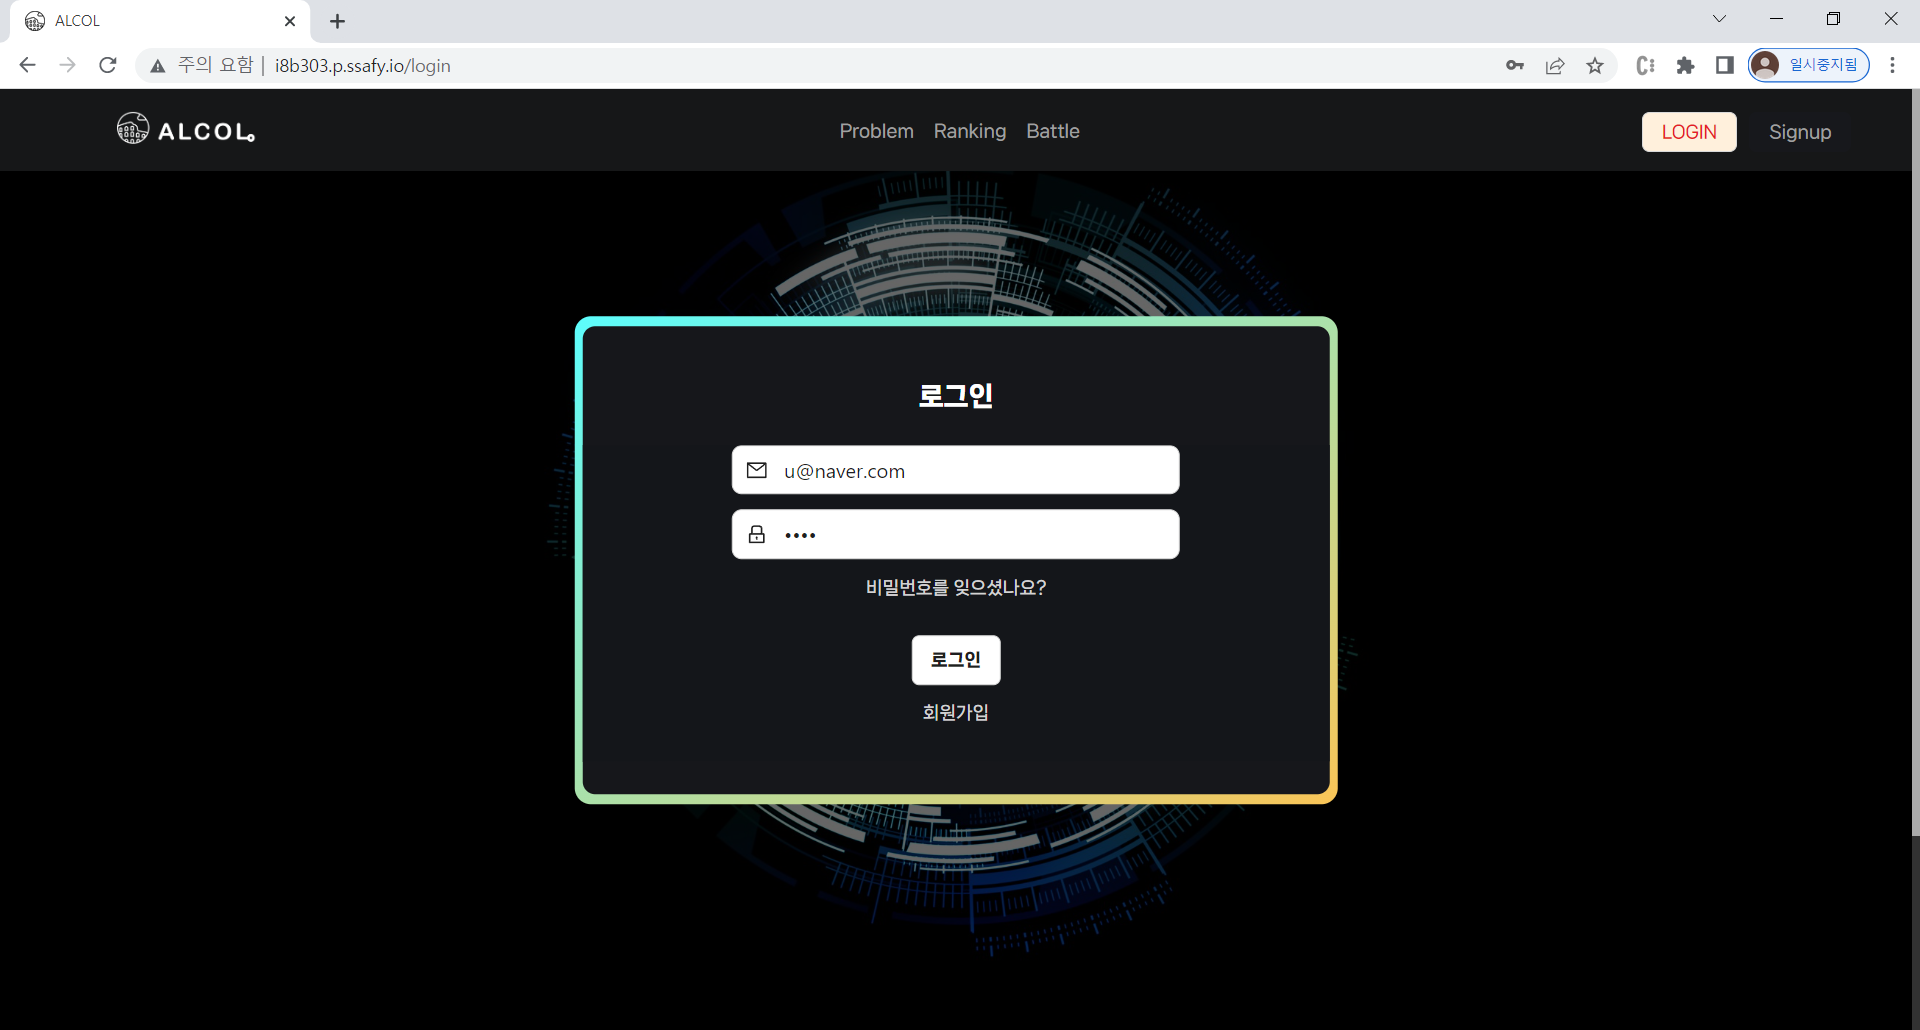 ALCOL
주의 요함 | i8b303.p.ssafy.io/login
일시중지됨
ALCOL
Problem Ranking Battle
LOGIN Signup
로그인
u@naver.com
••••
비밀번호를 잊으셨나요?
로그인
회원가입